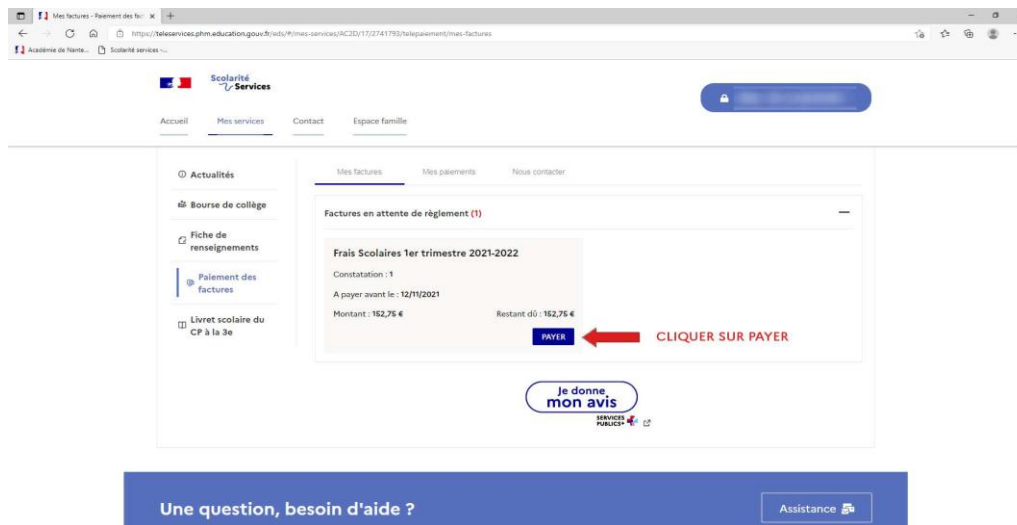 Mes factures - Paiement des fac
https://teleservices.phm.education.gouv.fr/eds/#/mes-services/AC2D/17/2741793/telepaiement/mes-factures
Académie de Nante...
Scolarité services -...
Scolarité
Services
Accueil
Mes services
Contact
Espace famille
Actualités
Bourse de collège
Fiche de
renseignements
Paiement des
factures
Livret scolaire du
CP à la 3e
Mes factures
Mes paiements
Nous contacter
Factures en attente de règlement (1)
Frais Scolaires 1er trimestre 2021-2022
Constatation : 1
A payer avant le : 12/11/2021
Montant : 152,75 €
Restant dû : 152,75 €
PAYER
CLIQUER SUR PAYER
Je donne
mon avis
SERVICES
PUBLICS+
Une question, besoin d'aide ?
Assistance